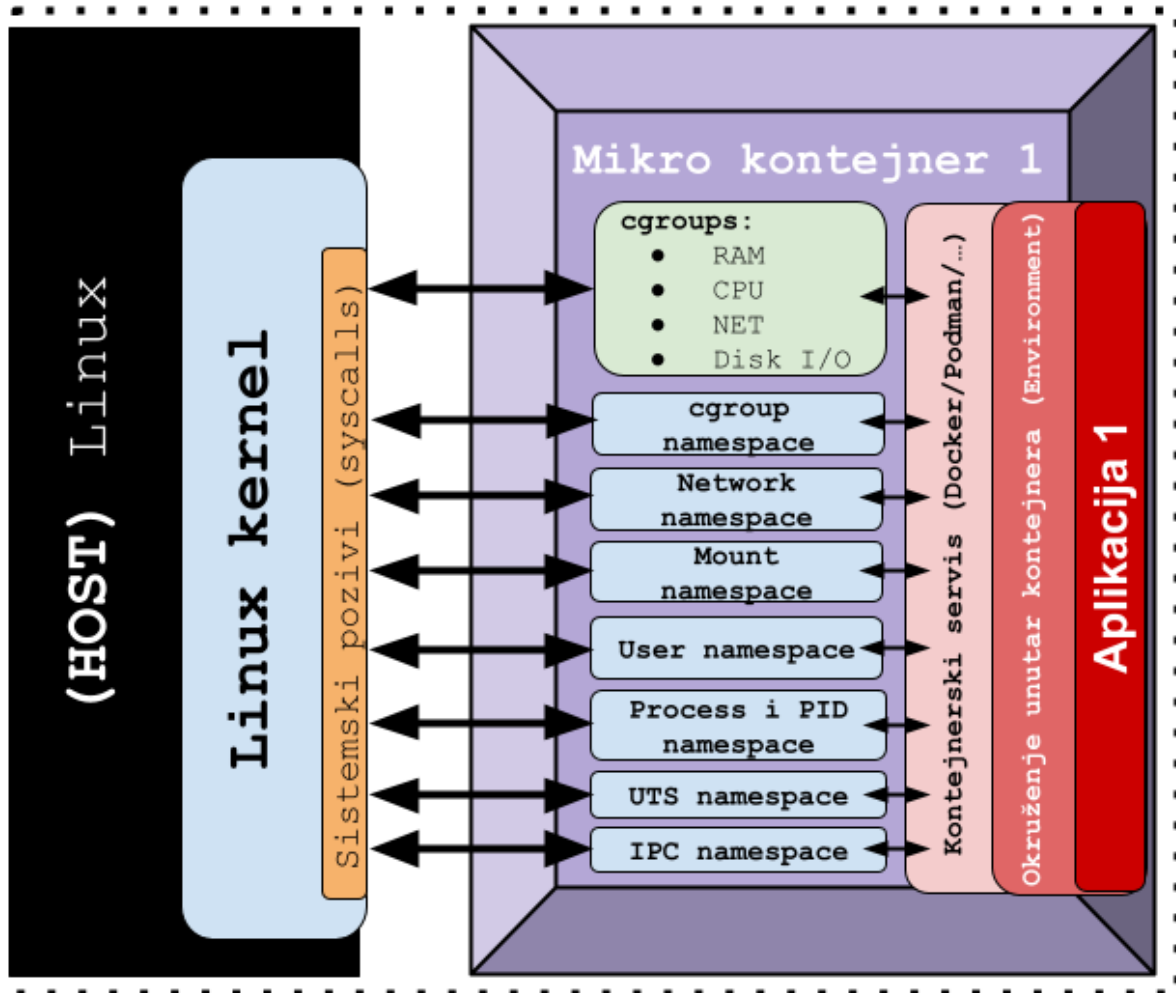 (HOST) Linux
Linux kernel
Sistemski pozivi (syscalls)
Mikro kontejner 1
cgroups:
● RAM
● CPU
● NET
● Disk I/O
cgroup
namespace
Network
namespace
Mount
namespace
User namespace
Process i PID
namespace
UTS namespace
IPC namespace
Kontejnerski servis (Docker/Podman/…)
Okruženje unutar kontejnera (Environment)
Aplikacija 1